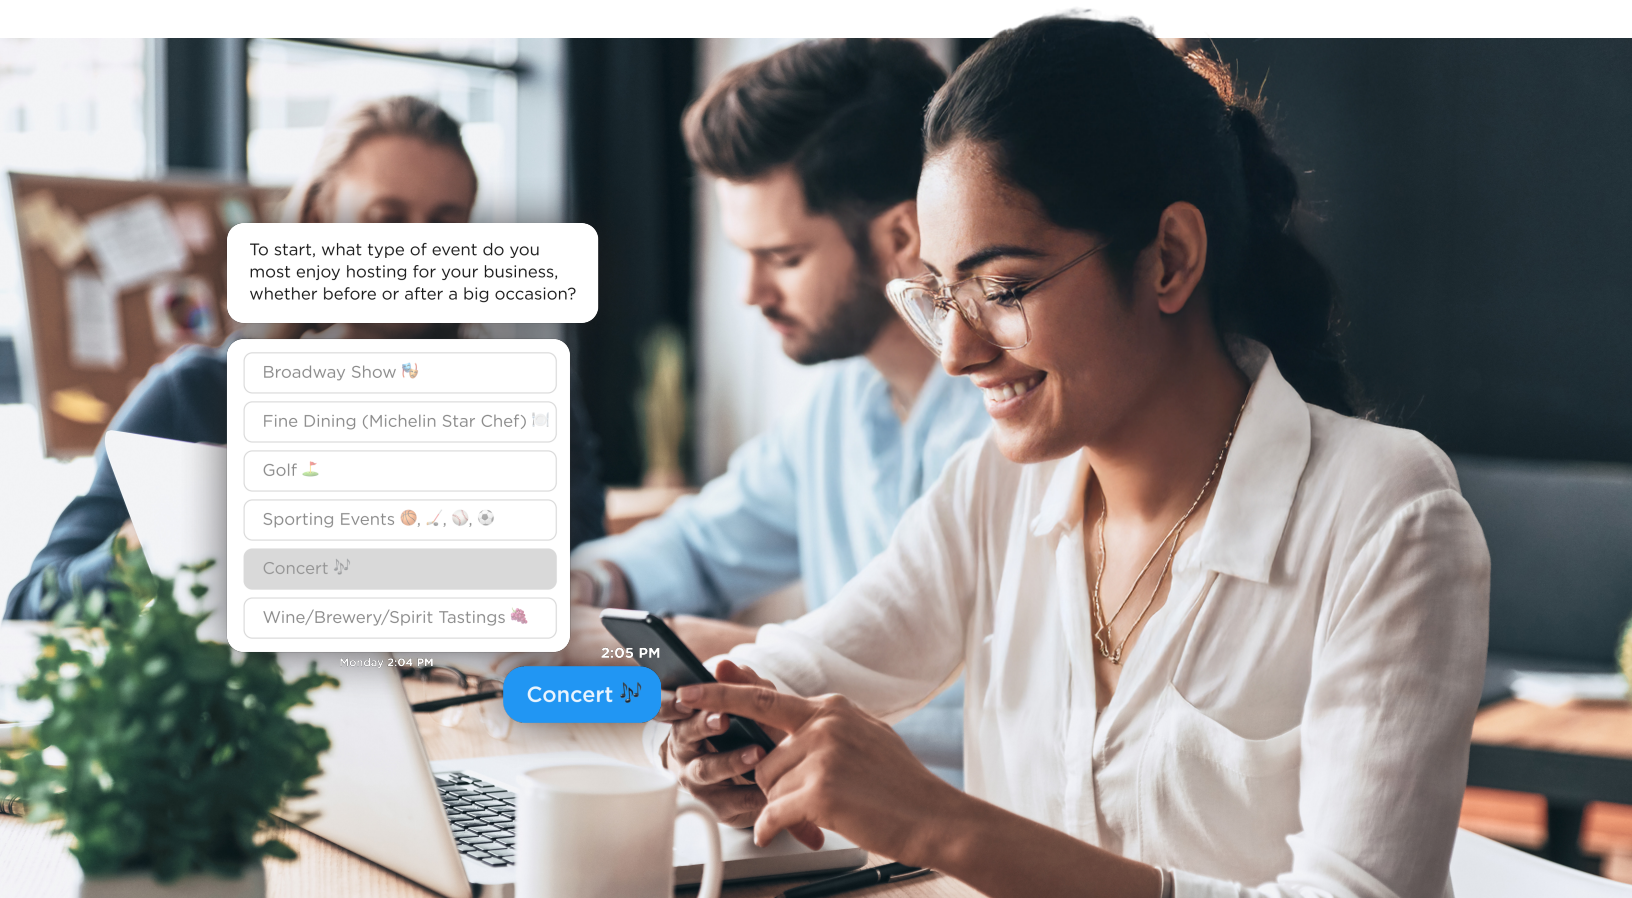 To start, what type of event do you
most enjoy hosting for your business,
whether before or after a big occasion?
Broadway Show 🎭
Fine Dining (Michelin Star Chef) 🍽️
Golf ⛳
Sporting Events 🏀, 🏒, ⚾, ⚽
Concert 🎶
Wine/Brewery/Spirit Tastings 🍇
Monday 2:04 PM
2:05 PM
Concert 🎶